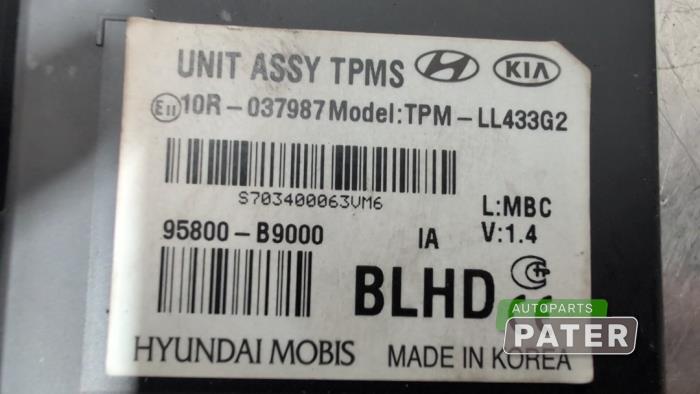 UNIT ASSY TPMS HYUNDAI KIA
E11 10R-037987 Model:TPM-LL433G2
S703400063VM6
L:MBC
95800-B9000 IA V:1.4
BLHD
HYUNDAI MOBIS MADE IN KOREA
AUTOPARTS
PATER